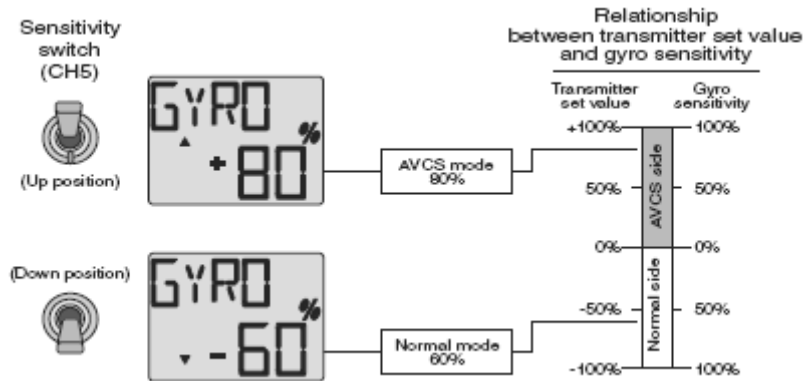 Sensitivity
switch
(CH5)
(Up position)
GYRO
%
+80
AVCS mode
80%
(Down position)
GYRO
%
-60
Normal mode
60%
Relationship
between transmitter set value
and gyro sensitivity
Transmitter
set value
Gyro
sensitivity
+100%
100%
50%
50%
0%
0%
-50%
50%
-100%
100%
AVCS side
Normal side